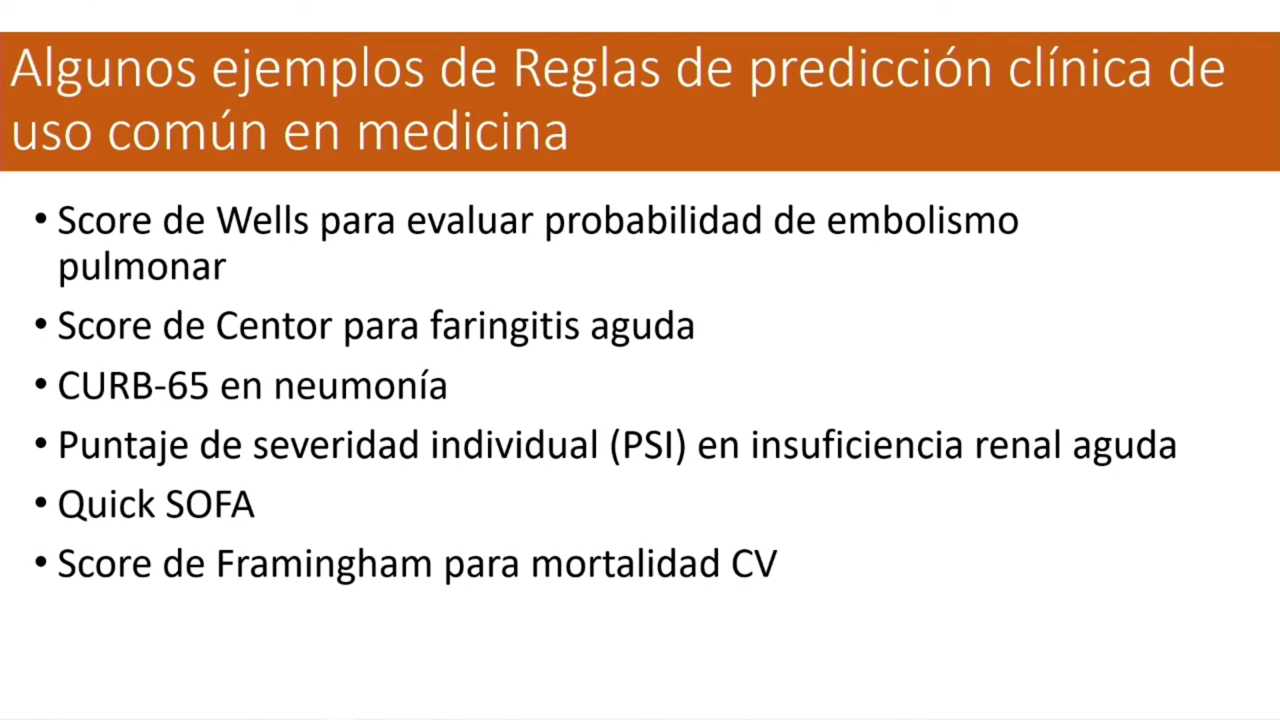 Algunos ejemplos de Reglas de predicción clínica de
uso común en medicina
• Score de Wells para evaluar probabilidad de embolismo
pulmonar
• Score de Centor para faringitis aguda
• CURB-65 en neumonía
• Puntaje de severidad individual (PSI) en insuficiencia renal aguda
• Quick SOFA
• Score de Framingham para mortalidad CV